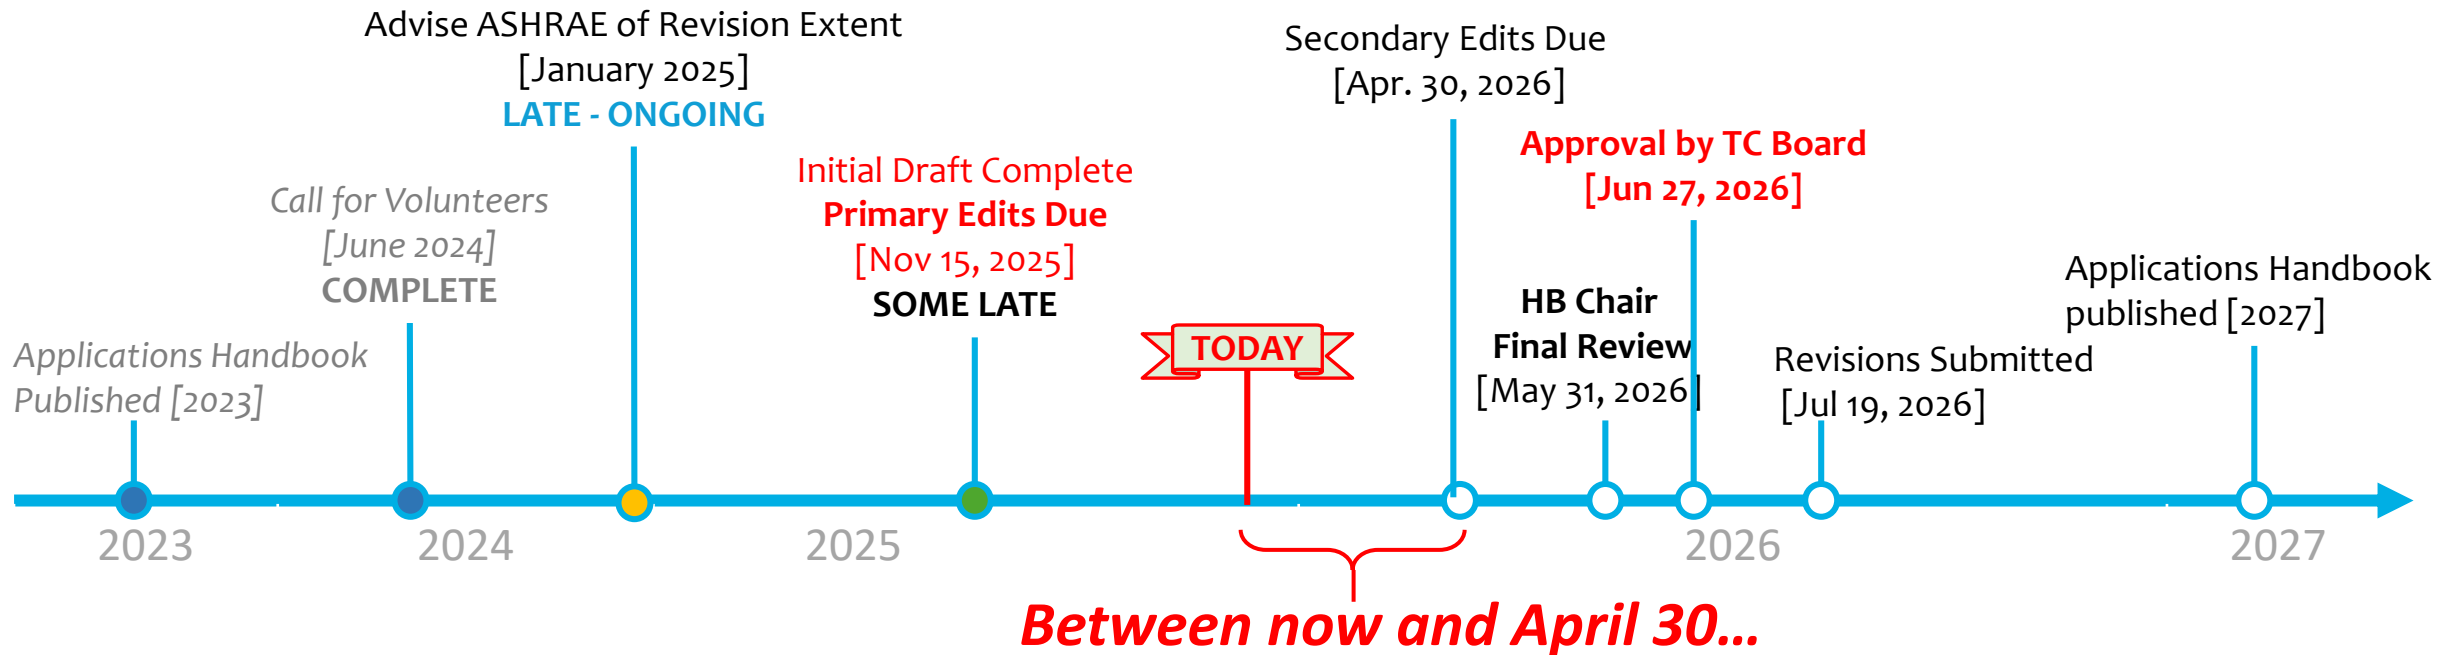 Advise ASHRAE of Revision Extent
[January 2025]
LATE - ONGOING
Secondary Edits Due
[Apr. 30, 2026]
Approval by TC Board
[Jun 27, 2026]
Initial Draft Complete
Primary Edits Due
[Nov 15, 2025]
SOME LATE
Call for Volunteers
[June 2024]
COMPLETE
Applications Handbook
published [2027]
HB Chair
Final Review
[May 31, 2026]
TODAY
Applications Handbook
Published [2023]
Revisions Submitted
[Jul 19, 2026]
2023
2024
2025
2026
2027
Between now and April 30...